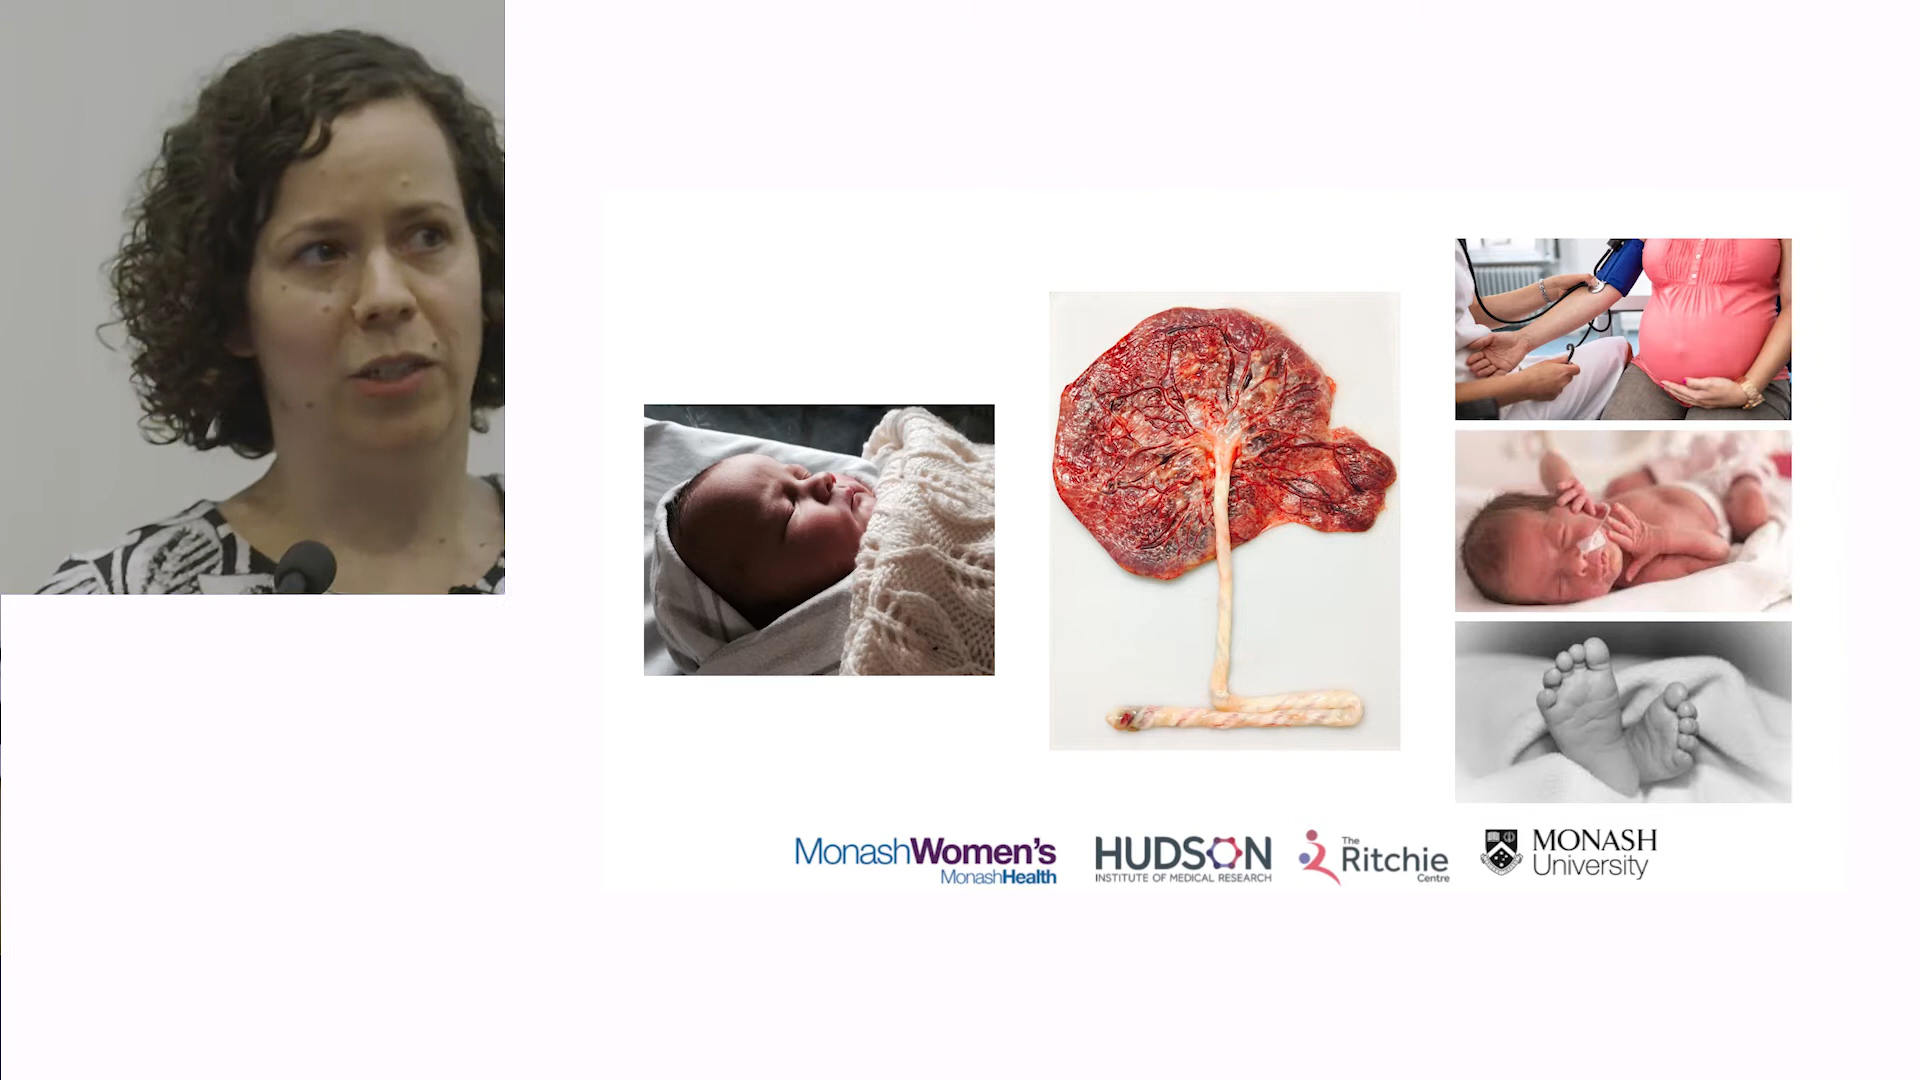 MonashWomen's
MonashHealth
HUDSON
INSTITUTE OF MEDICAL RESEARCH
The
Ritchie
Centre
MONASH
University